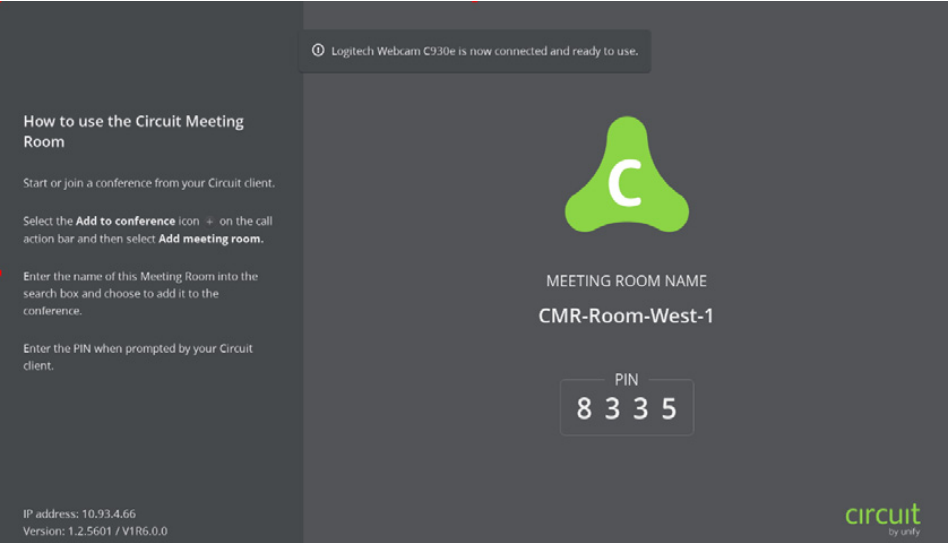 Logitech Webcam C930e is now connected and ready to use.
How to use the Circuit Meeting
Room
Start or join a conference from your Circuit client.
Select the Add to conference icon + on the call
action bar and then select Add meeting room.
Enter the name of this Meeting Room into the
search box and choose to add it to the
conference.
Enter the PIN when prompted by your Circuit
client.
IP address: 10.93.4.66
Version: 1.2.5601 / V1R6.0.0
C
MEETING ROOM NAME
CMR-Room-West-1
PIN
8 3 3 5
circuit
by unify